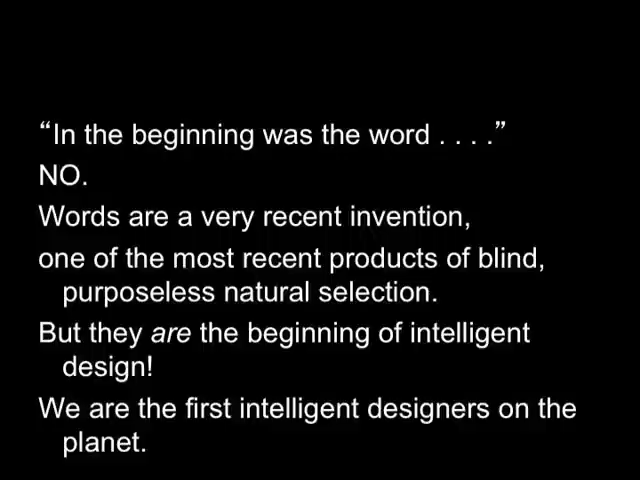 “In the beginning was the word . . . .”
NO.
Words are a very recent invention,
one of the most recent products of blind,
purposeless natural selection.
But they are the beginning of intelligent
design!
We are the first intelligent designers on the
planet.